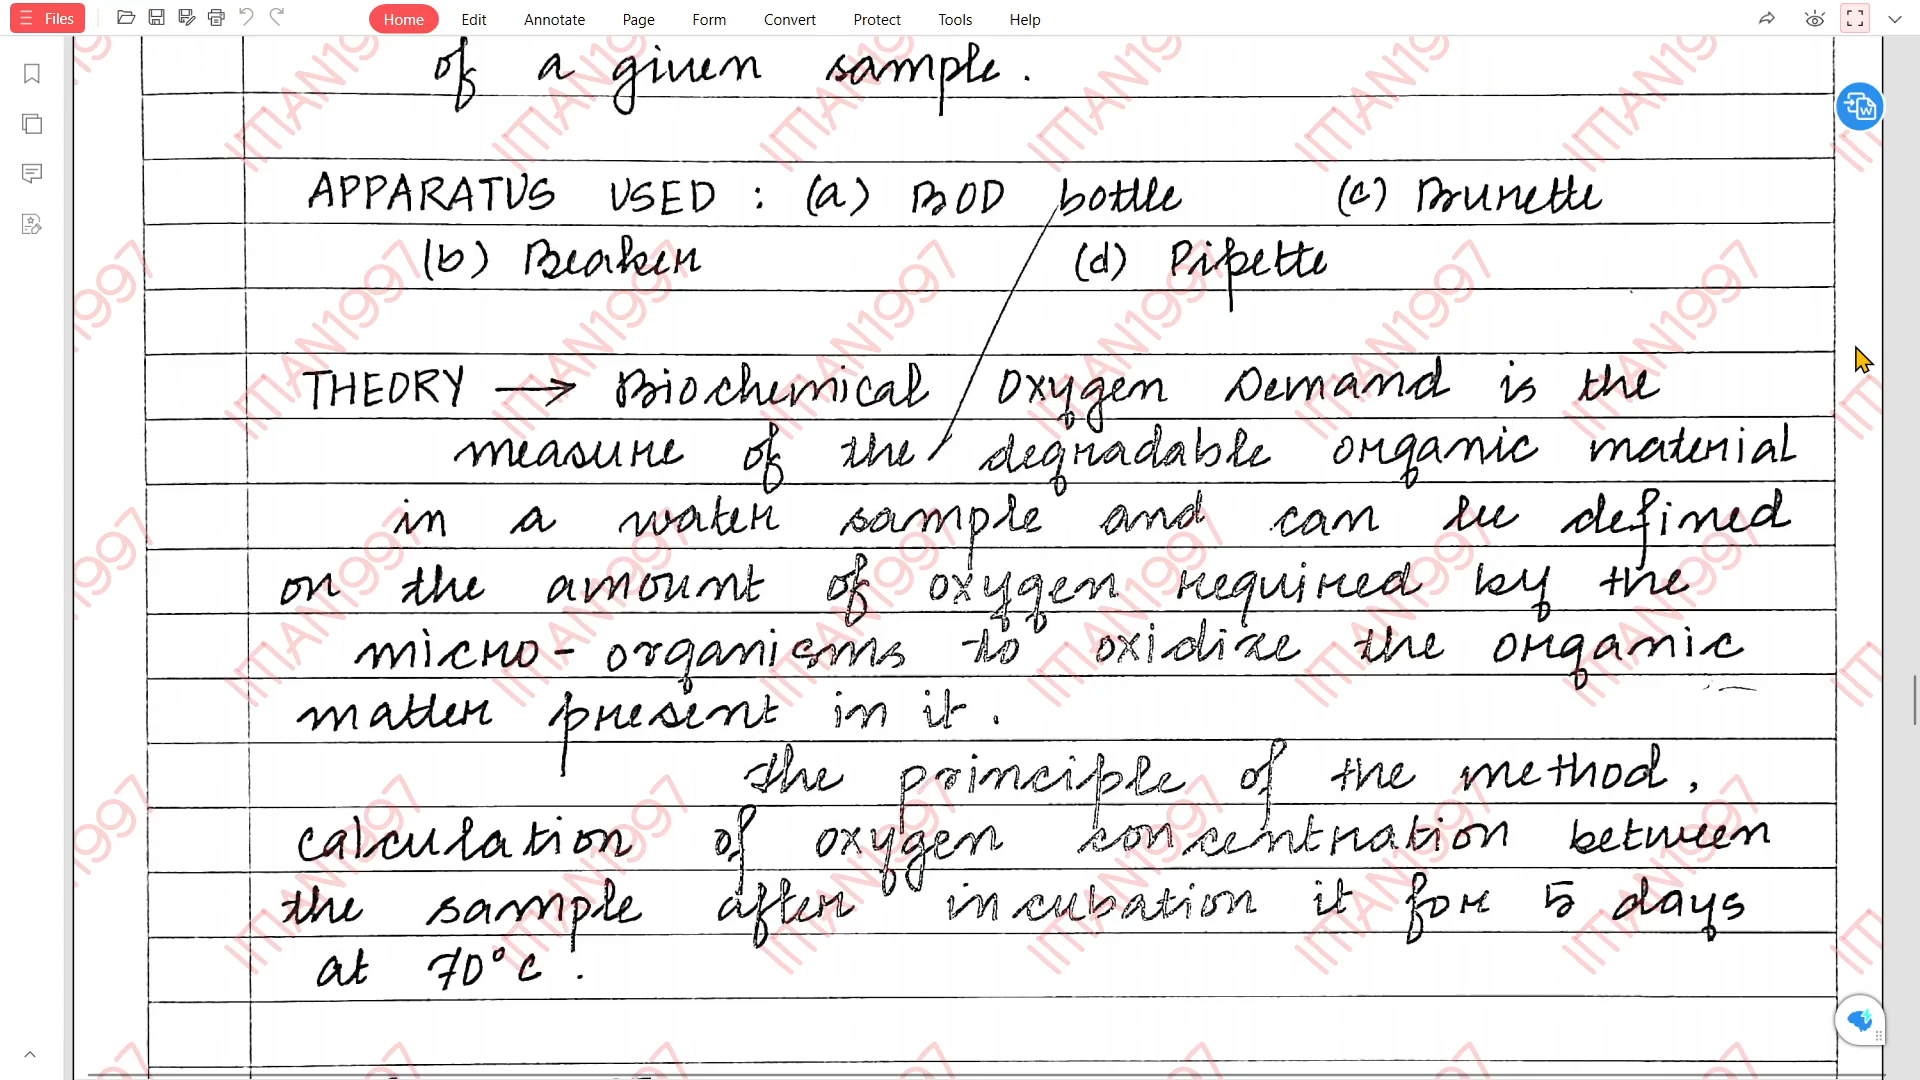 Files Home Edit Annotate Page Form Convert Protect Tools Help
of a given sample.
APPARATUS USED : (a) BOD bottle (c) Brunette
(b) Beaker (d) Pipette
THEORY → Biochemical Oxygen Demand is the
measure of the degradable organic material
in a water sample and can be defined
on the amount of oxygen required by the
micro-organisms to oxidize the organic
matter present in it.
the principle of the method,
calculation of oxygen concentration between
the sample after incubation it for 5 days
at 70°C.
IITIAN1997